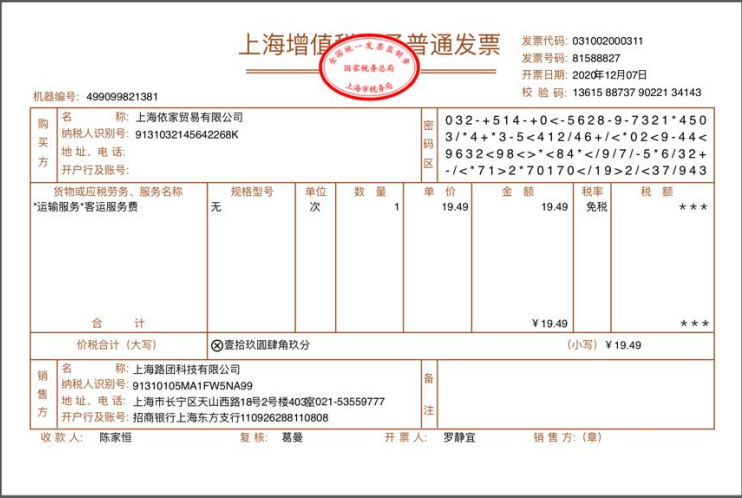 上海增值税电子普通发票
全国统一发票监制章
国家税务总局
上海市税务局
发票代码: 031002000311
发票号码: 81588827
开票日期: 2020年12月07日
校 验 码: 13615 88737 90221 34143
机器编号: 499099821381
购买方
名 称: 上海依家贸易有限公司
纳税人识别号: 9131032145642268K
地 址、电 话:
开户行及账号:
密码区
032-+514-+0<-5628-9-7321*450
3/*4+*3-5<412/46+/<*02<9-44<
9632<98<>*<84*</9/7/-5*6/32+
-/<*71>2*70170</19>2/<37/943
货物或应税劳务、服务名称 规格型号 单位 数 量 单 价 金 额 税率 税 额
*运输服务*客运服务费 无 次 1 19.49 19.49 免税 ***
合 计 ¥19.49 ***
价税合计（大写） ⊗壹拾玖圆肆角玖分 （小写）¥19.49
销售方
名 称: 上海路团科技有限公司
纳税人识别号: 91310105MA1FW5NA99
地 址、电 话: 上海市长宁区天山西路18号2号楼403室021-53559777
开户行及账号: 招商银行上海东方支行110926288110808
备注
收 款 人: 陈家恒 复 核: 葛曼 开 票 人: 罗静宜 销 售 方:（章）